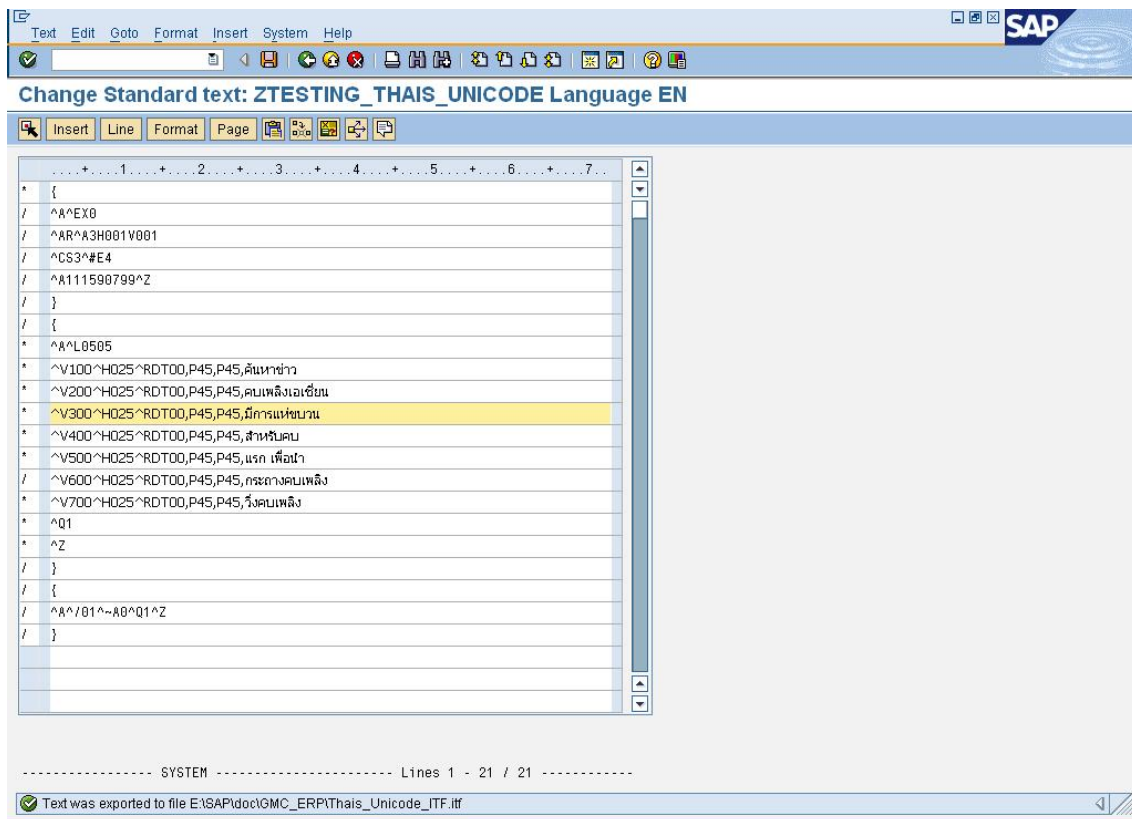 Text Edit Goto Format Insert System Help
SAP
Change Standard text: ZTESTING_THAIS_UNICODE Language EN
Insert Line Format Page
....+....1....+....2....+....3....+....4....+....5....+....6....+....7..
* {
/ ^A^EX0
/ ^AR^A3H001V001
/ ^CS3^#E4
/ ^A111590799^Z
/ }
/ {
* ^A^L0505
* ^V100^H025^RDT00,P45,P45,ค้นหาข่าว
* ^V200^H025^RDT00,P45,P45,คบเพลิงเอเชี่ยน
* ^V300^H025^RDT00,P45,P45,มีการแห่ขบวน
* ^V400^H025^RDT00,P45,P45,สำหรับคบ
* ^V500^H025^RDT00,P45,P45,แรก เพื่อนำ
/ ^V600^H025^RDT00,P45,P45,กระถางคบเพลิง
* ^V700^H025^RDT00,P45,P45,วิ่งคบเพลิง
* ^Q1
* ^Z
/ }
/ {
/ ^A^/01^~A0^Q1^Z
/ }
----------------- SYSTEM ----------------------- Lines 1 - 21 / 21 ------------
Text was exported to file E:\SAP\doc\GMC_ERP\Thais_Unicode_ITF.itf